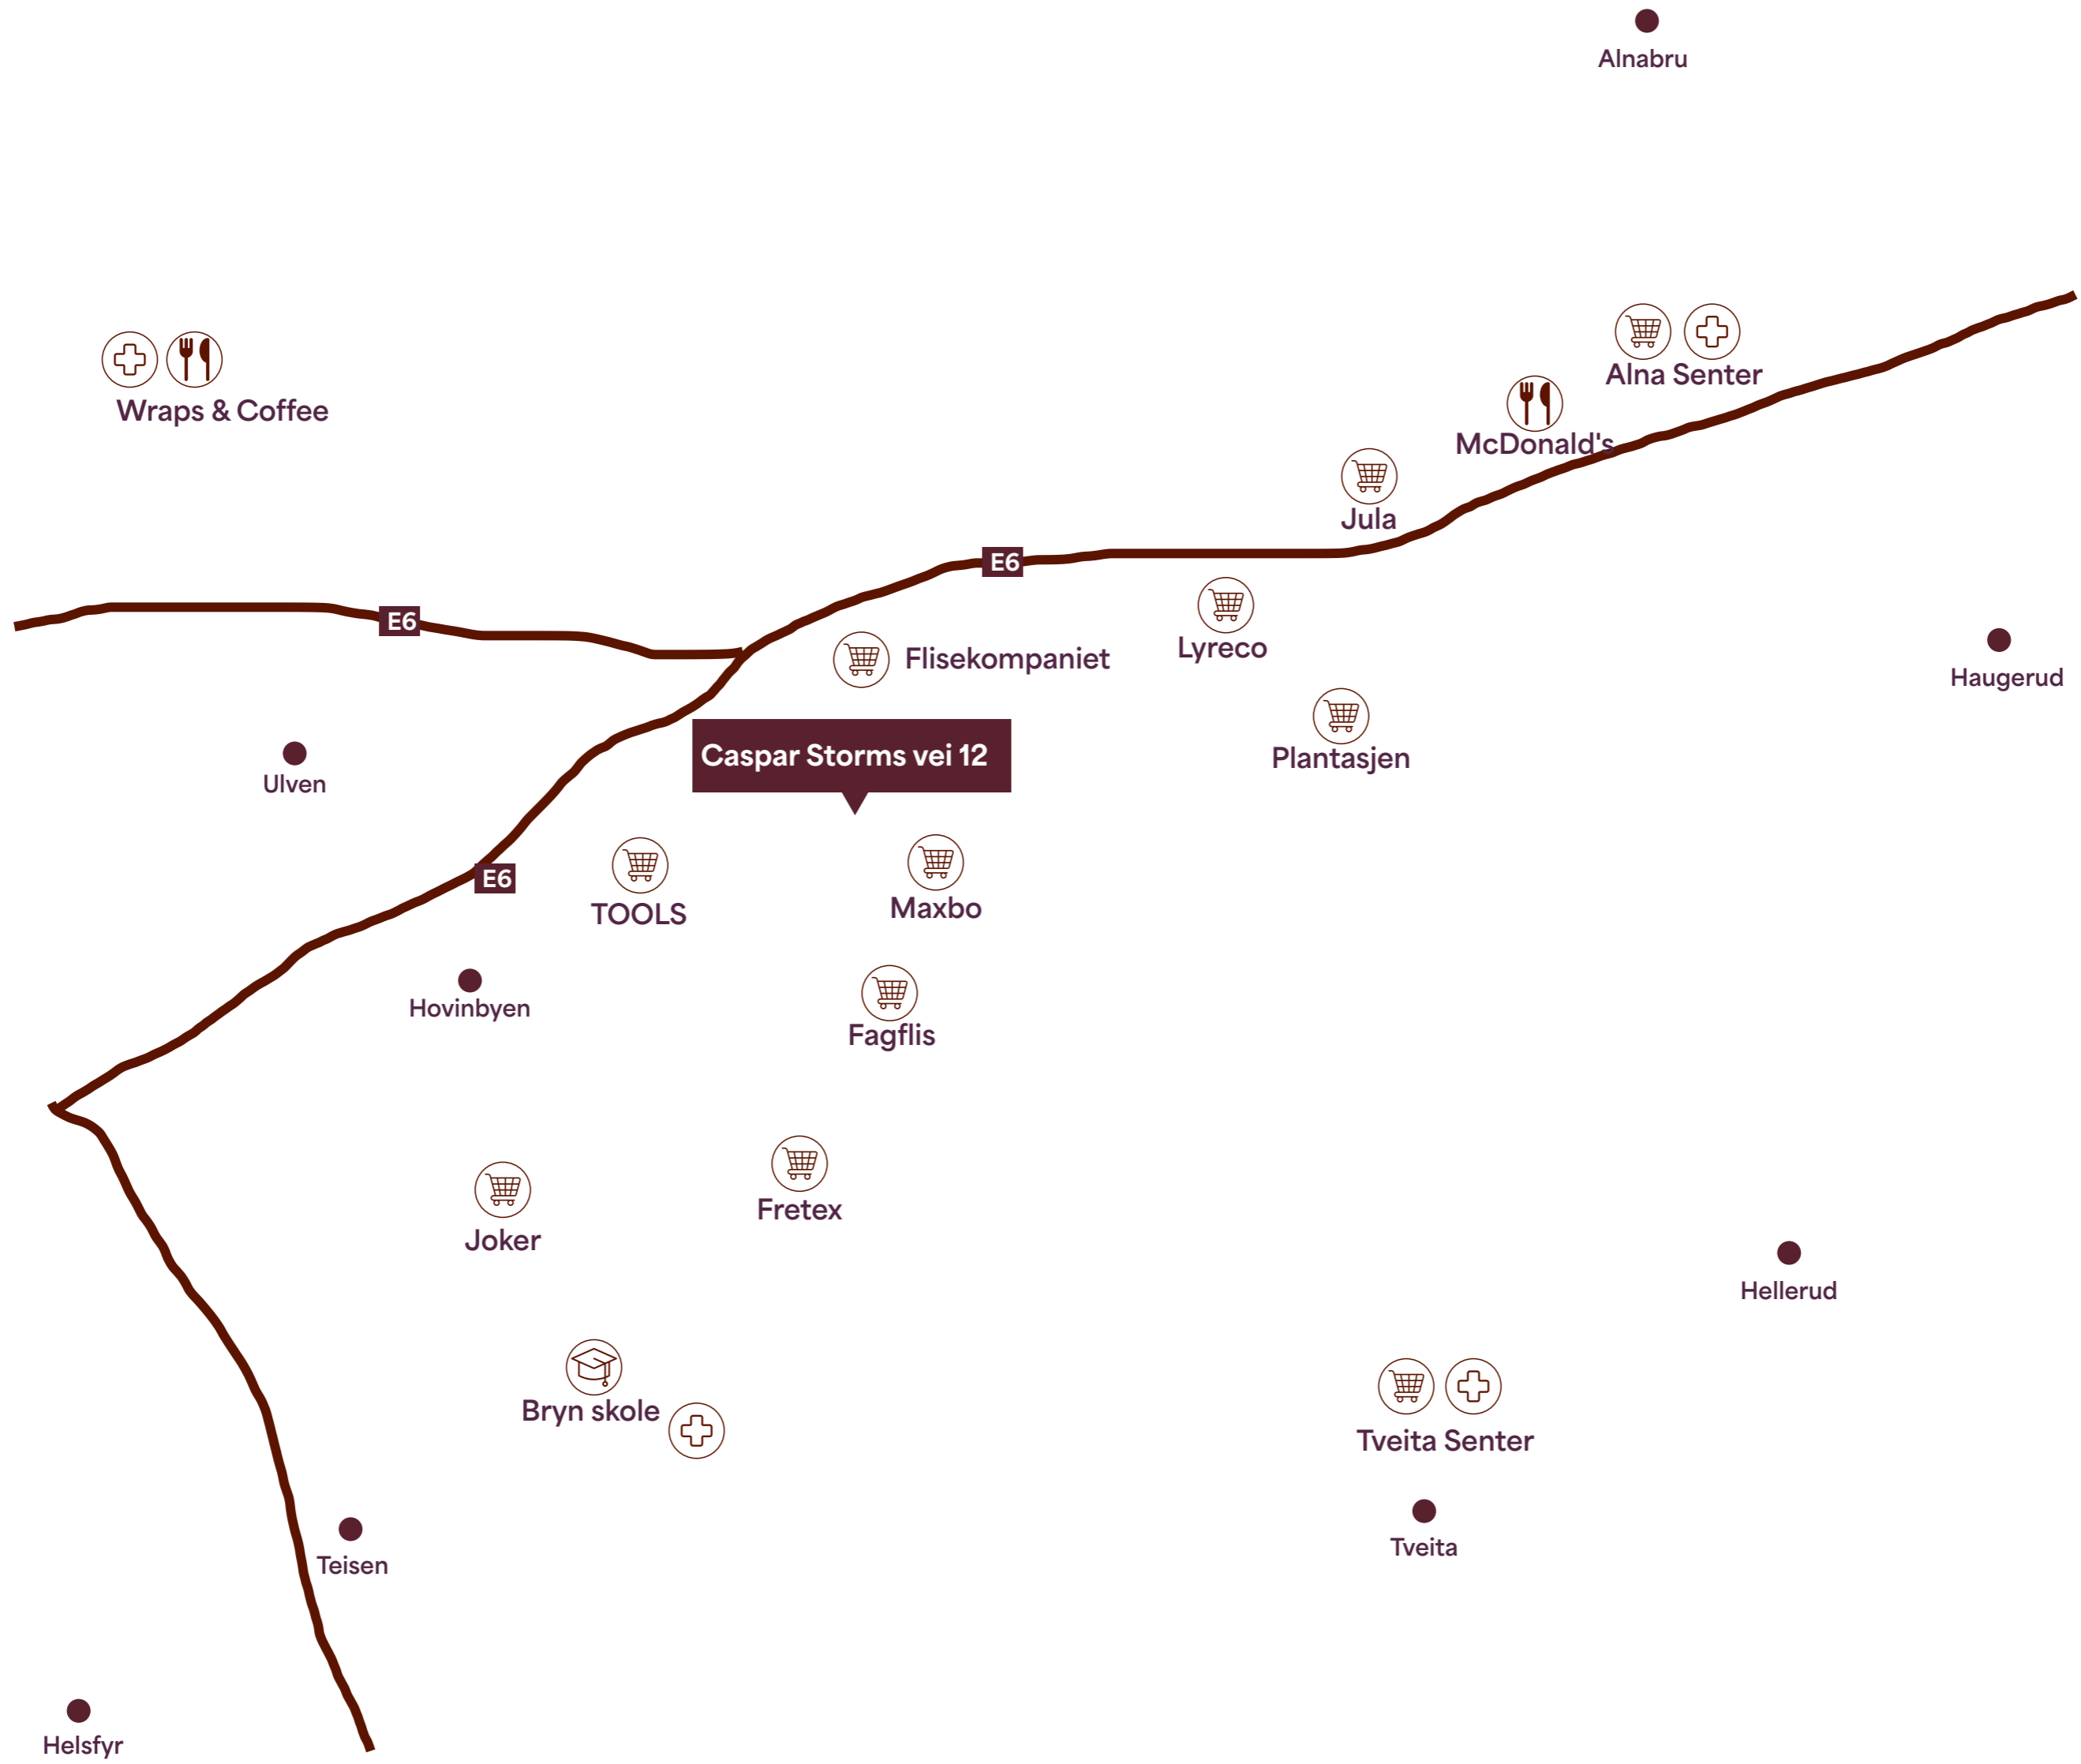 Alnabru
Alna Senter
Wraps & Coffee
McDonald's
Jula
E6
E6
Lyreco
Flisekompaniet
Haugerud
Caspar Storms vei 12
Plantasjen
Ulven
E6
TOOLS
Maxbo
Hovinbyen
Fagflis
Fretex
Joker
Hellerud
Bryn skole
Tveita Senter
Tveita
Teisen
Helsfyr